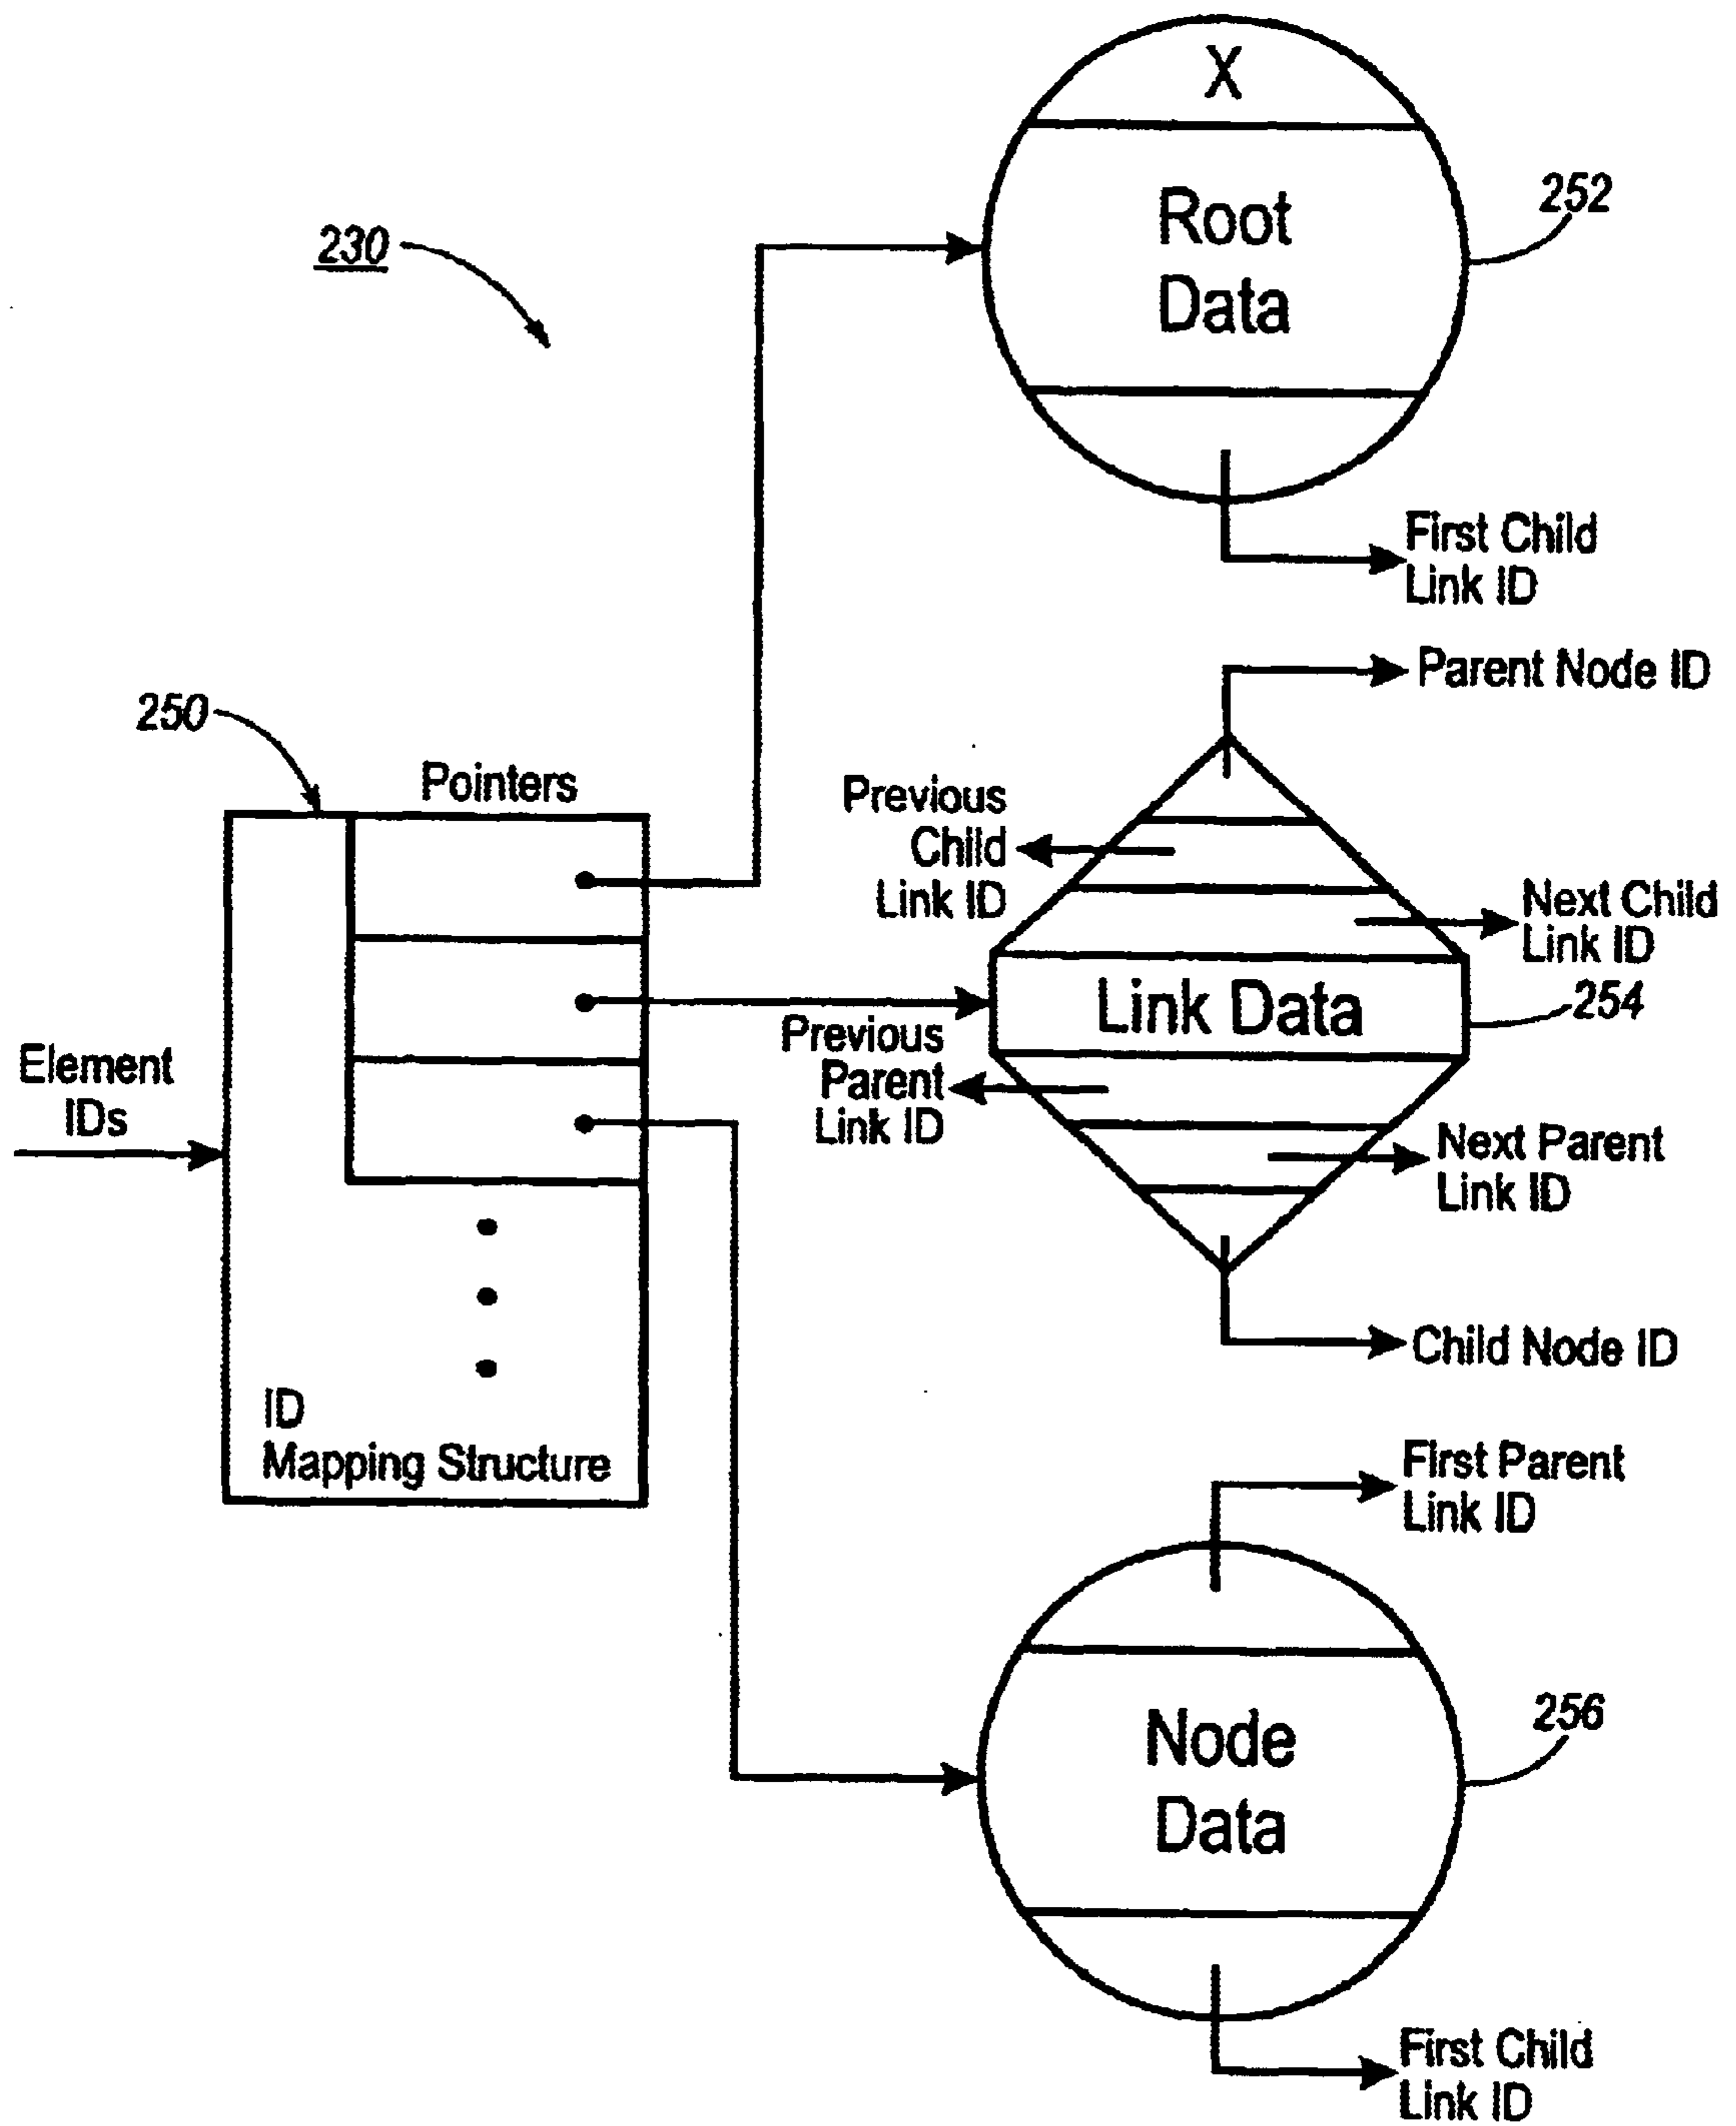 X
Root
Data
252
230
First Child
Link ID
Parent Node ID
250
Pointers
Previous
Child
Link ID
Next Child
Link ID
Link Data
254
Previous
Parent
Link ID
Element
IDs
Next Parent
Link ID
Child Node ID
ID
Mapping Structure
First Parent
Link ID
Node
Data
256
First Child
Link ID